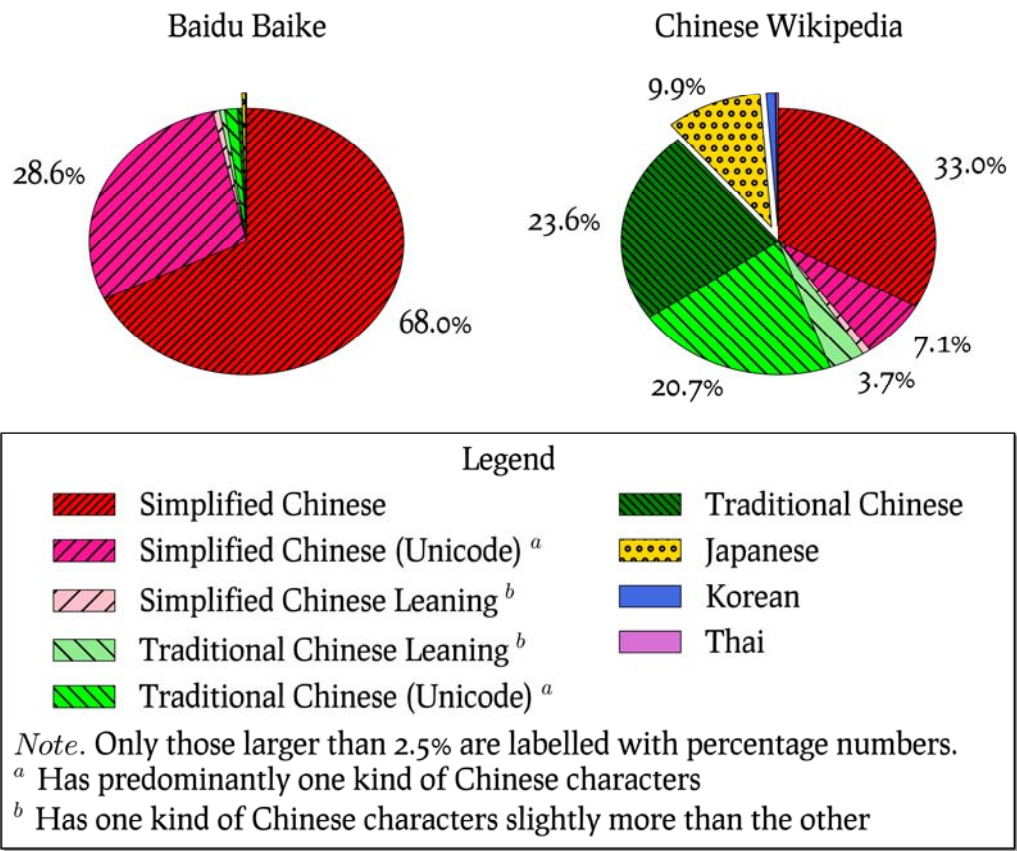 Baidu Baike
Chinese Wikipedia
9.9%
28.6%
33.0%
23.6%
68.0%
7.1%
20.7%
3.7%
Legend
Simplified Chinese
Simplified Chinese (Unicode) a
Simplified Chinese Leaning b
Traditional Chinese Leaning b
Traditional Chinese (Unicode) a
Traditional Chinese
Japanese
Korean
Thai
Note. Only those larger than 2.5% are labelled with percentage numbers.
a Has predominantly one kind of Chinese characters
b Has one kind of Chinese characters slightly more than the other